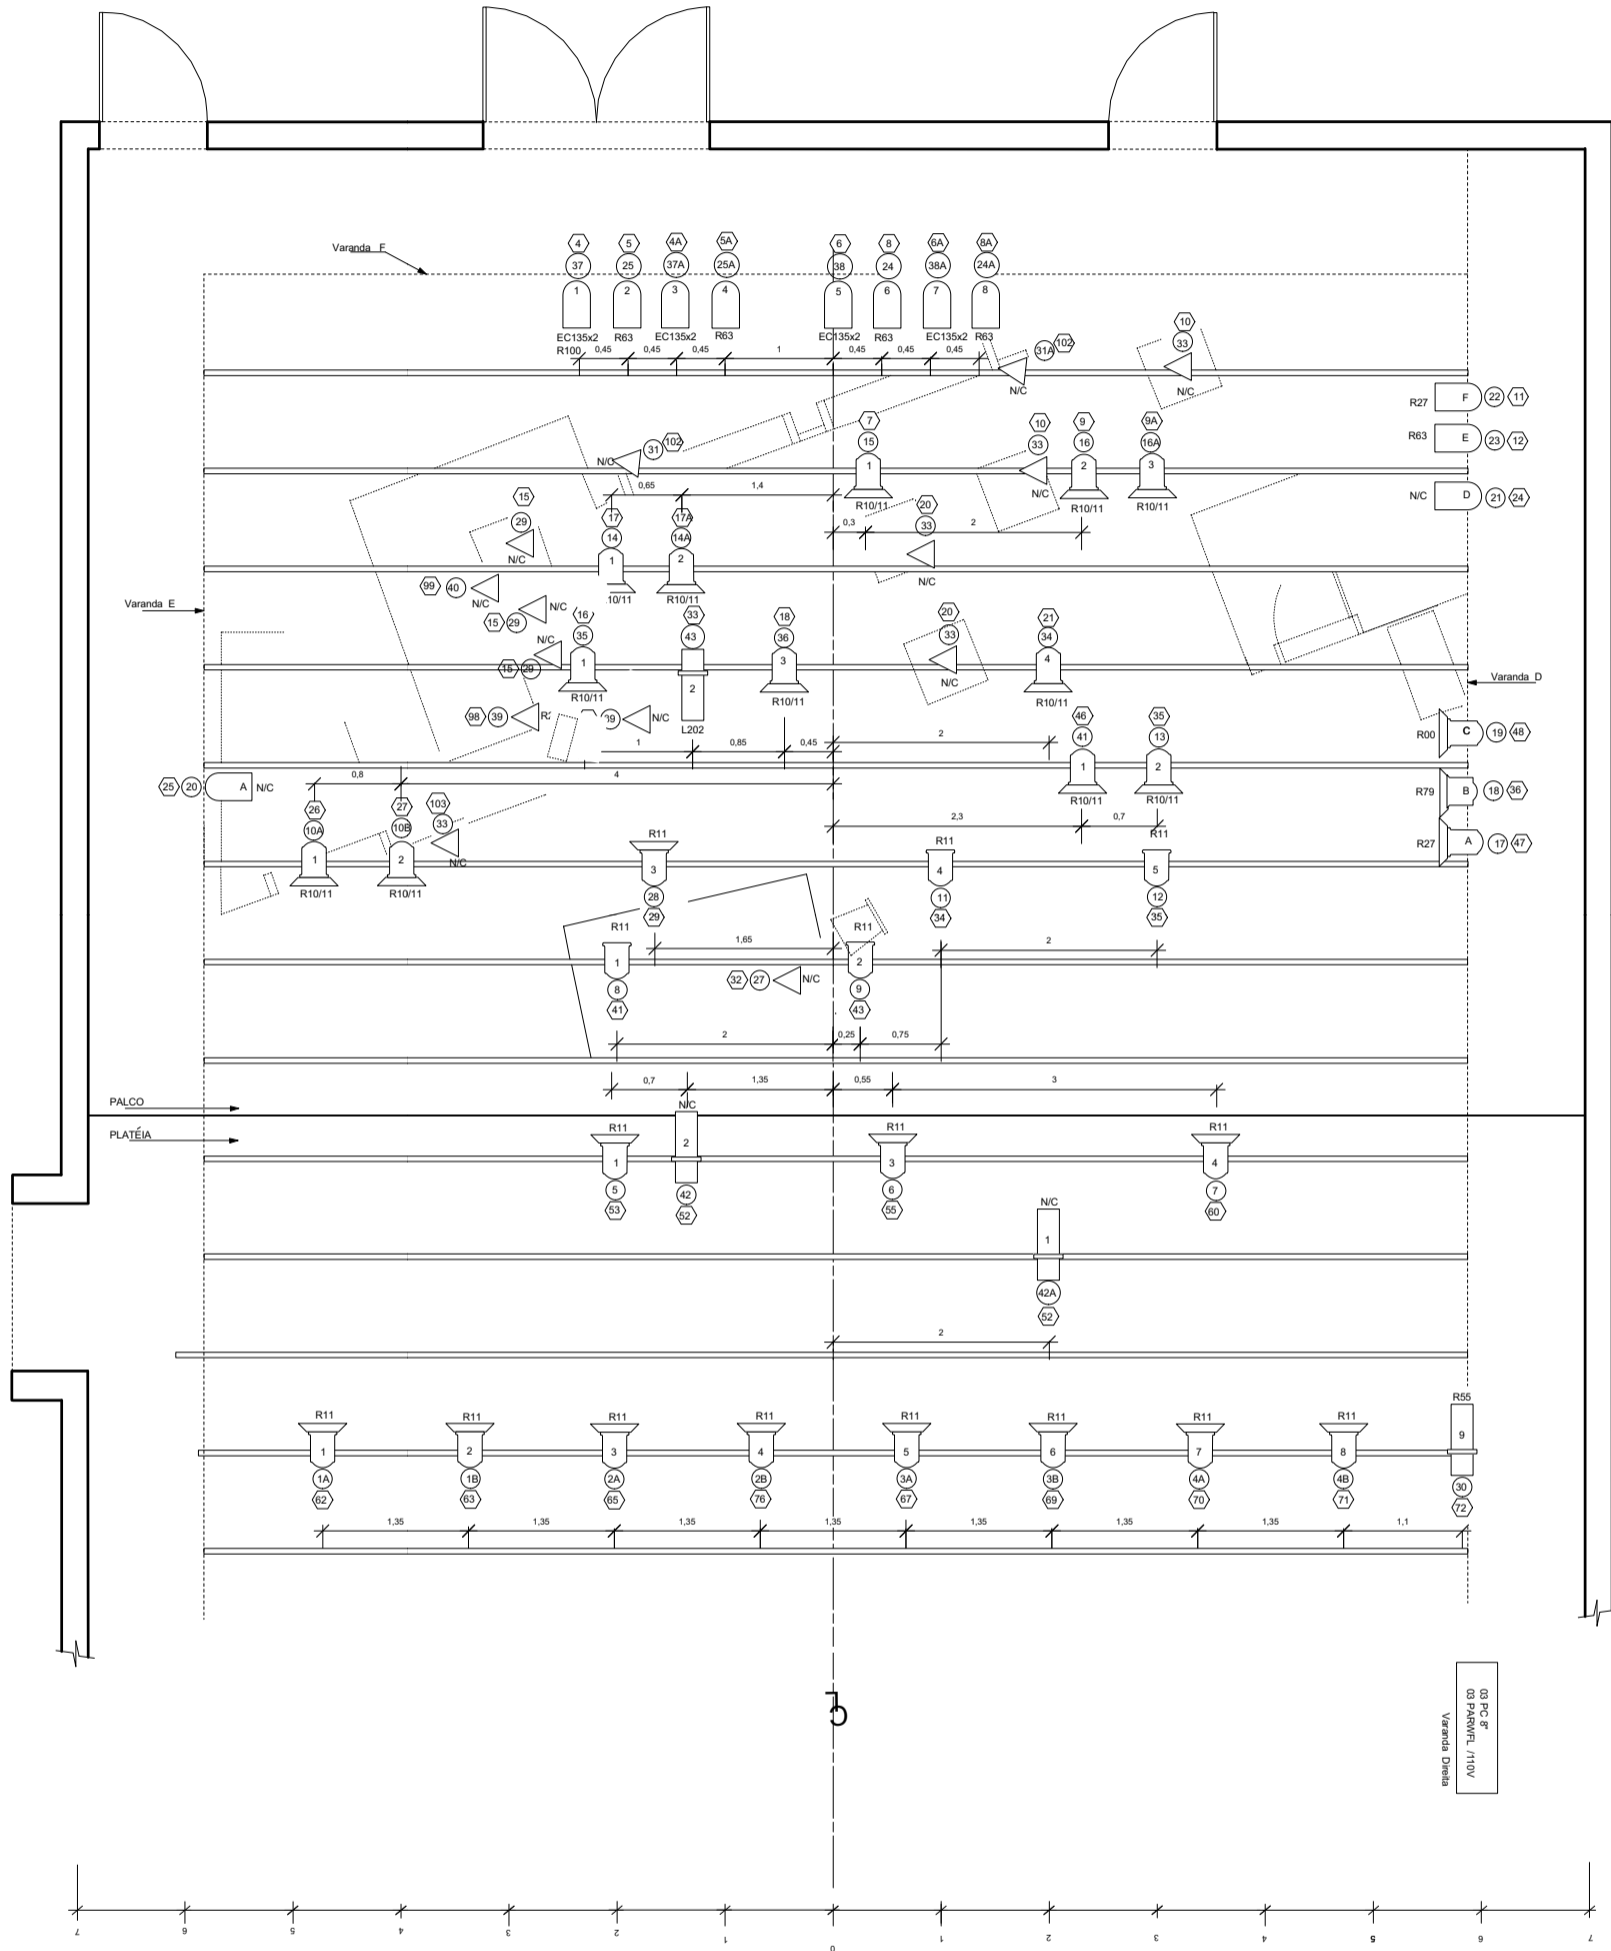 Varanda F
4 5 4A 5A 6 8 6A 8A
37 25 37A 25A 38 24 38A 24A
1 2 3 4 5 6 7 8
EC135x2 R63 EC135x2 R63 EC135x2 R63 EC135x2 R63
R100 0,45 0,45 0,45 1 0,45 0,45 0,45
31A 102
N/C
10
33
N/C
R27 F 22 11
R63 E 23 12
N/C D 21 24
N/C 31 102
7 10 9 9A
15 33 16 16A
1 2 3
R10/11 N/C R10/11 R10/11
0,65 1,4
0,3 2
15 17 17A 20
29 14 14A 33
N/C 1 2 N/C
10/11 R10/11
99 40 N/C
Varanda E
15 29 N/C
16 33 18 20 21
35 43 36 33 34
N/C 15 29
1 2 3 N/C 4
R10/11 L202 R10/11 R10/11
Varanda D
98 39
39 N/C
1 0,85 0,45 2
46 35
41 13
1 2
R10/11 R10/11
R00 C 19 48
R79 B 18 36
R27 A 17 47
25 20 A N/C
0,8 4
2,3 0,7
26 27 103
10A 10B 33
1 2 N/C
R10/11 R10/11
R11 R11 R11
3 4 5
28 11 12
29 34 35
R11 R11
1,65 2
1 2
32 27 N/C
8 9
41 43
2 0,25 0,75
0,7 1,35 0,55 3
PALCO
PLATÉIA
R11 N/C R11 R11
1 2 3 4
5 42 6 7
53 52 55 60
N/C
1
42A
52
2
R11 R11 R11 R11 R11 R11 R11 R11 R55
1 2 3 4 5 6 7 8 9
1A 1B 2A 2B 3A 3B 4A 4B 30
62 63 65 76 67 69 70 71 72
1,35 1,35 1,35 1,35 1,35 1,35 1,35 1,1
03 PC 8"
03 PARWFL /110V
Varanda Direita
7 6 5 4 3 2 1 0 1 2 3 4 5 6 7